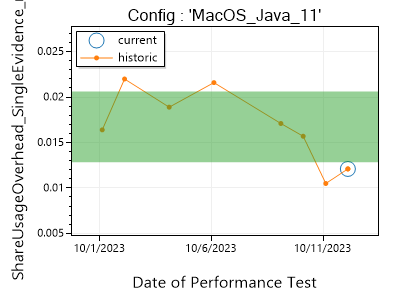 Config : 'MacOS_Java_11'
current
historic
0.025
0.02
0.015
0.01
0.005
10/1/2023
10/6/2023
10/11/2023
Date of Performance Test
ShareUsageOverhead_SingleEvidence_